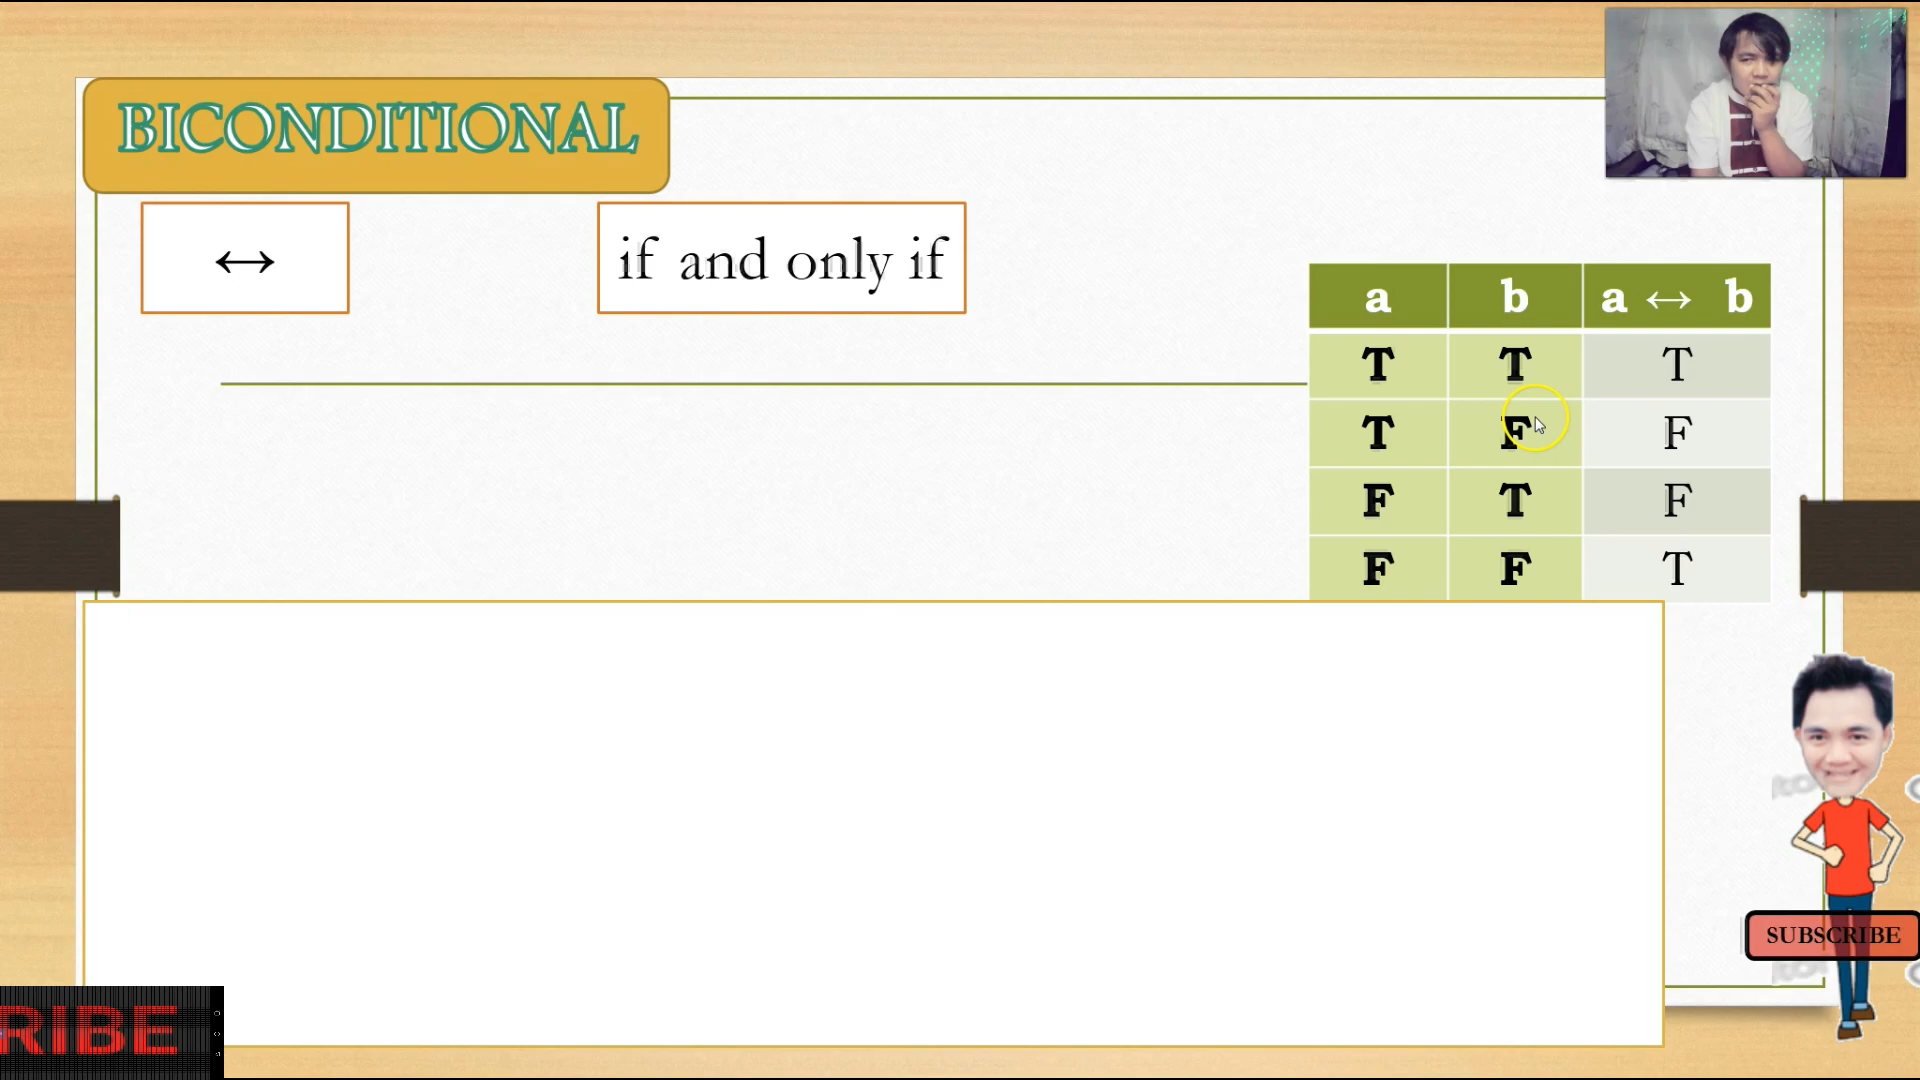 BICONDITIONAL
↔
if and only if
a b a ↔ b
T T T
T F F
F T F
F F T
SUBSCRIBE
RIBE